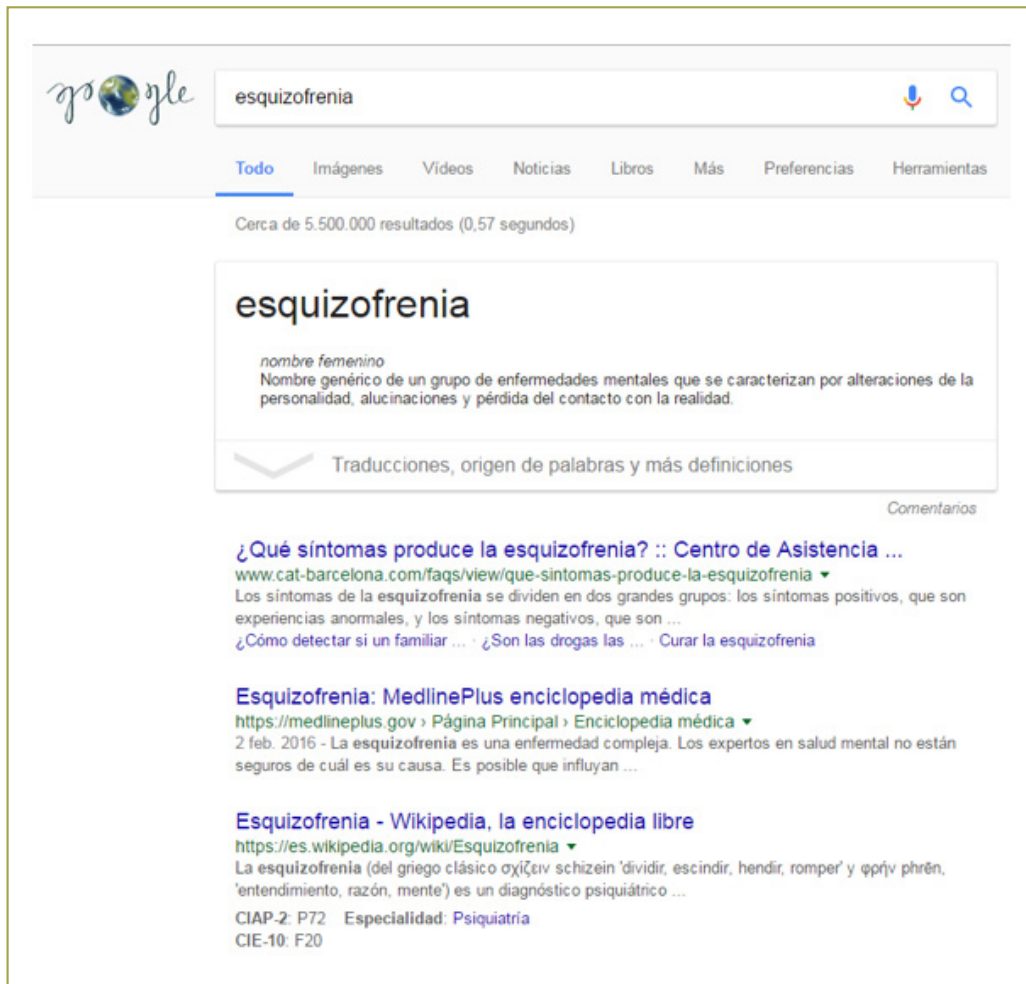 google
esquizofrenia
Todo Imágenes Vídeos Noticias Libros Más Preferencias Herramientas
Cerca de 5.500.000 resultados (0,57 segundos)
esquizofrenia
nombre femenino
Nombre genérico de un grupo de enfermedades mentales que se caracterizan por alteraciones de la
personalidad, alucinaciones y pérdida del contacto con la realidad.
Traducciones, origen de palabras y más definiciones
Comentarios
¿Qué síntomas produce la esquizofrenia? :: Centro de Asistencia ...
www.cat-barcelona.com/faqs/view/que-sintomas-produce-la-esquizofrenia
Los síntomas de la esquizofrenia se dividen en dos grandes grupos: los síntomas positivos, que son
experiencias anormales, y los síntomas negativos, que son ...
¿Cómo detectar si un familiar ... · ¿Son las drogas las ... · Curar la esquizofrenia
Esquizofrenia: MedlinePlus enciclopedia médica
https://medlineplus.gov › Página Principal › Enciclopedia médica
2 feb. 2016 - La esquizofrenia es una enfermedad compleja. Los expertos en salud mental no están
seguros de cuál es su causa. Es posible que influyan ...
Esquizofrenia - Wikipedia, la enciclopedia libre
https://es.wikipedia.org/wiki/Esquizofrenia
La esquizofrenia (del griego clásico σχίζειν schizein 'dividir, escindir, hendir, romper' y φρήν phrēn,
'entendimiento, razón, mente') es un diagnóstico psiquiátrico ...
CIAP-2: P72 Especialidad: Psiquiatría
CIE-10: F20